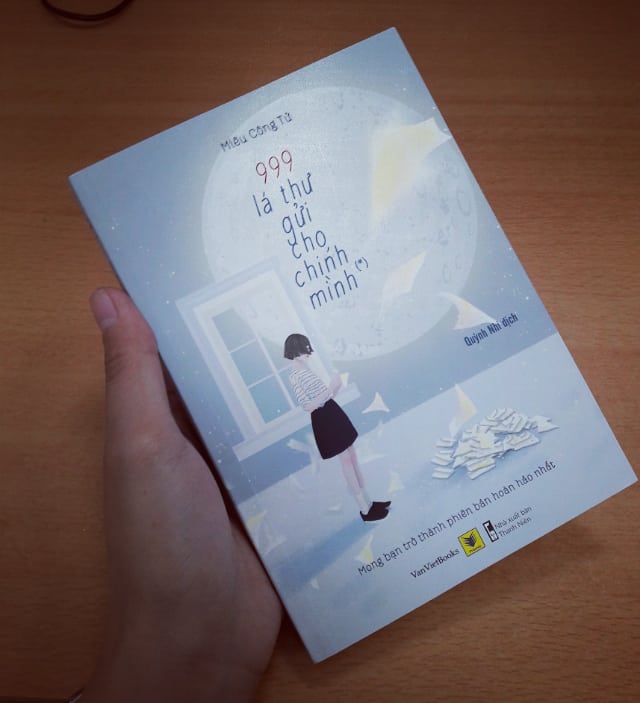 Miêu Công Tử
999
lá thư
gửi
cho
chính
mình(*)
Quỳnh Nhi dịch
Mong bạn trở thành phiên bản hoàn hảo nhất
VanVietBooks
Nhà xuất bản
Thanh Niên